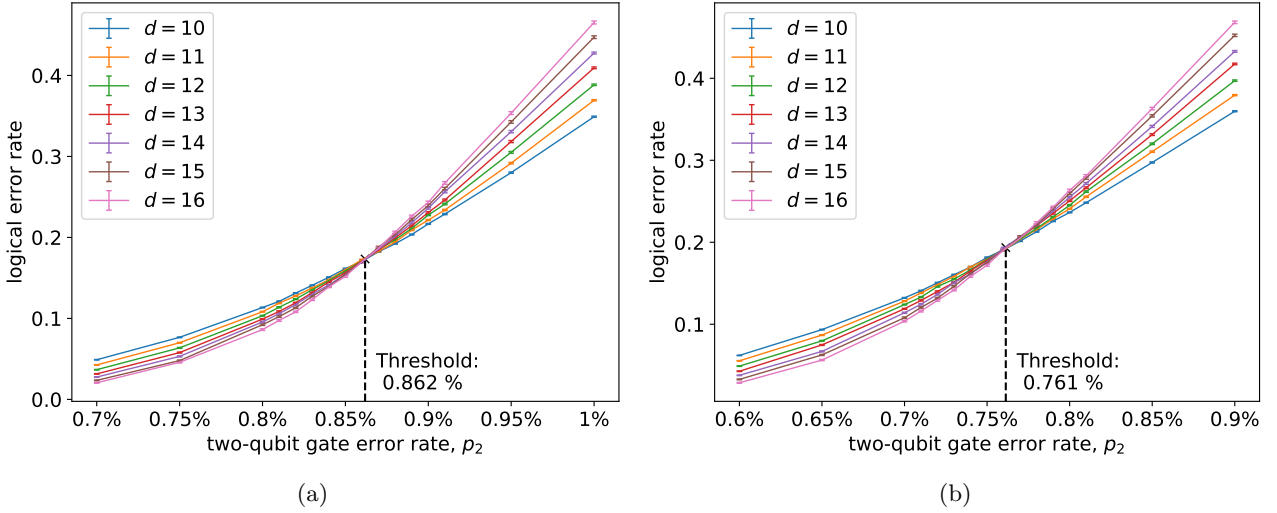 d = 10
d = 11
d = 12
d = 13
d = 14
d = 15
d = 16
logical error rate
0.4
0.3
0.2
0.1
0.0
Threshold:
0.862 %
0.7% 0.75% 0.8% 0.85% 0.9% 0.95% 1%
two-qubit gate error rate, p₂
(a)
d = 10
d = 11
d = 12
d = 13
d = 14
d = 15
d = 16
logical error rate
0.4
0.3
0.2
0.1
Threshold:
0.761 %
0.6% 0.65% 0.7% 0.75% 0.8% 0.85% 0.9%
two-qubit gate error rate, p₂
(b)